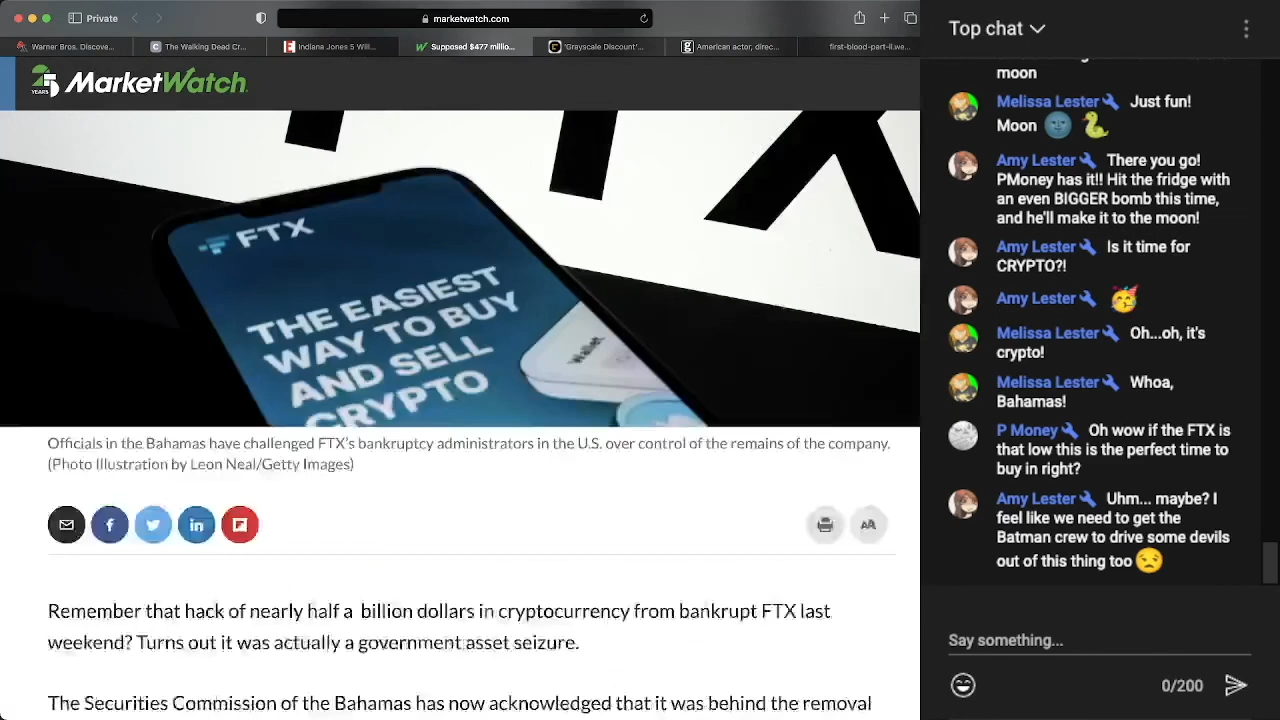 Private
marketwatch.com
Warner Bros. Discove...
The Walking Dead Cr...
Indiana Jones 5 Will...
Supposed $477 millio...
'Grayscale Discount:'...
American actor, direc...
first-blood-part-ll.we...
25 YEARS MarketWatch
FTX
FTX
THE EASIEST
WAY TO BUY
AND SELL
CRYPTO
Wallet
Officials in the Bahamas have challenged FTX's bankruptcy administrators in the U.S. over control of the remains of the company.
(Photo Illustration by Leon Neal/Getty Images)
AA
Remember that hack of nearly half a billion dollars in cryptocurrency from bankrupt FTX last
weekend? Turns out it was actually a government asset seizure.
The Securities Commission of the Bahamas has now acknowledged that it was behind the removal
Top chat
moon
Melissa Lester Just fun!
Moon
Amy Lester There you go!
PMoney has it!! Hit the fridge with
an even BIGGER bomb this time,
and he'll make it to the moon!
Amy Lester Is it time for
CRYPTO?!
Amy Lester
Melissa Lester Oh...oh, it's
crypto!
Melissa Lester Whoa,
Bahamas!
P Money Oh wow if the FTX is
that low this is the perfect time to
buy in right?
Amy Lester Uhm... maybe? I
feel like we need to get the
Batman crew to drive some devils
out of this thing too
Say something...
0/200